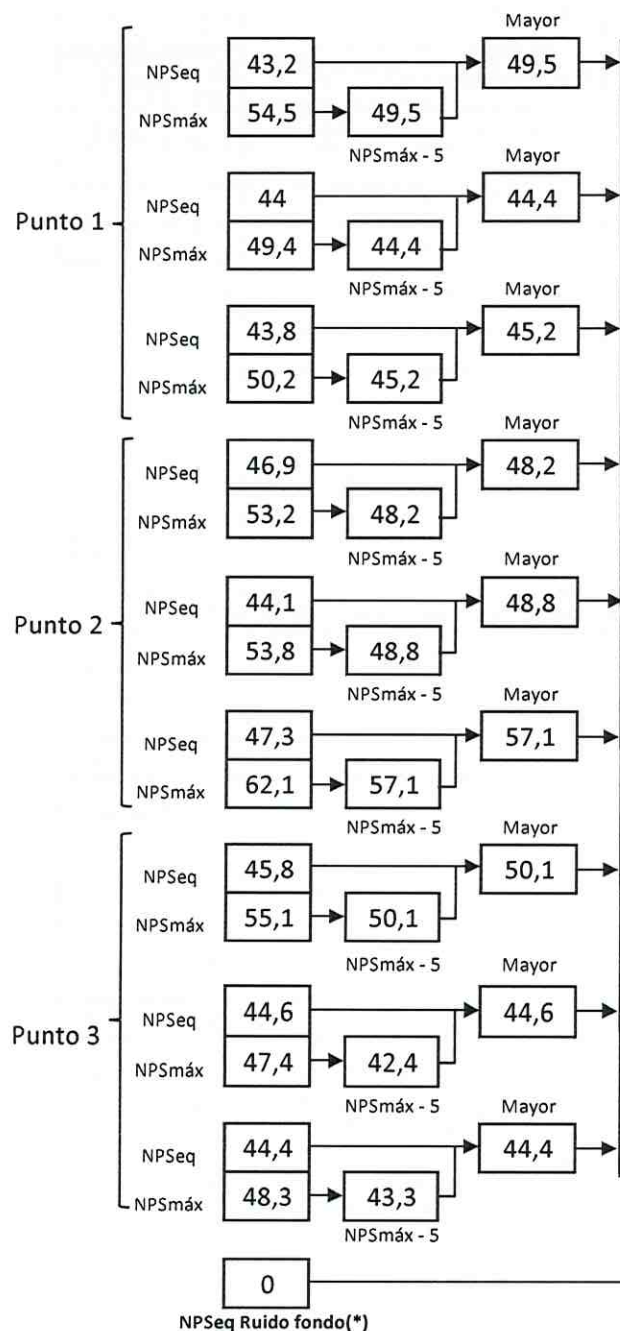 Mayor
NPSeq 43,2 49,5
NPSmáx 54,5 49,5
NPSmáx - 5
Mayor
Punto 1
NPSeq 44 44,4
NPSmáx 49,4 44,4
NPSmáx - 5
Mayor
NPSeq 43,8 45,2
NPSmáx 50,2 45,2
NPSmáx - 5
Mayor
NPSeq 46,9 48,2
NPSmáx 53,2 48,2
NPSmáx - 5
Mayor
Punto 2
NPSeq 44,1 48,8
NPSmáx 53,8 48,8
NPSmáx - 5
Mayor
NPSeq 47,3 57,1
NPSmáx 62,1 57,1
NPSmáx - 5
Mayor
NPSeq 45,8 50,1
NPSmáx 55,1 50,1
NPSmáx - 5
Mayor
Punto 3
NPSeq 44,6 44,6
NPSmáx 47,4 42,4
NPSmáx - 5
Mayor
NPSeq 44,4 44,4
NPSmáx 48,3 43,3
NPSmáx - 5
0
NPSeq Ruido fondo(*)